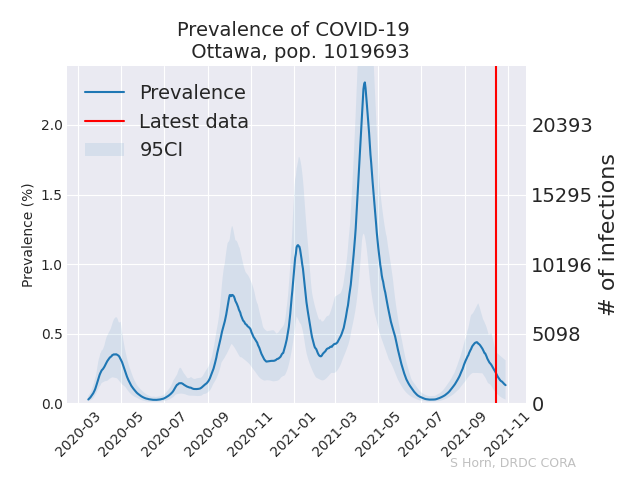 Prevalence of COVID-19
Ottawa, pop. 1019693
Prevalence
Latest data
95CI
Prevalence (%)
2.0
1.5
1.0
0.5
0.0
20393
15295
10196
5098
0
# of infections
2020-03
2020-05
2020-07
2020-09
2020-11
2021-01
2021-03
2021-05
2021-07
2021-09
2021-11
S Horn, DRDC CORA